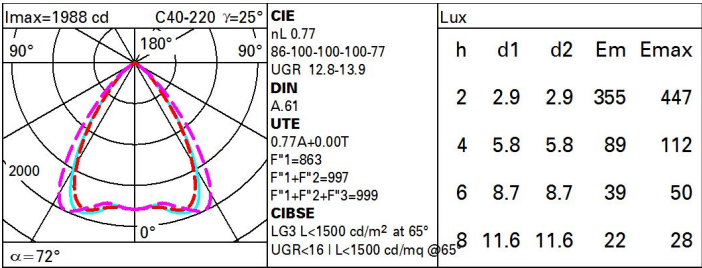 Imax=1988 cd C40-220 γ=25°
90° 180° 90°
2000
0°
α=72°
CIE
nL 0.77
86-100-100-100-77
UGR 12.8-13.9
DIN
A.61
UTE
0.77A+0.00T
F"1=863
F"1+F"2=997
F"1+F"2+F"3=999
CIBSE
LG3 L<1500 cd/m² at 65°
UGR<16 | L<1500 cd/mq @65°
Lux
h d1 d2 Em Emax
2 2.9 2.9 355 447
4 5.8 5.8 89 112
6 8.7 8.7 39 50
8 11.6 11.6 22 28